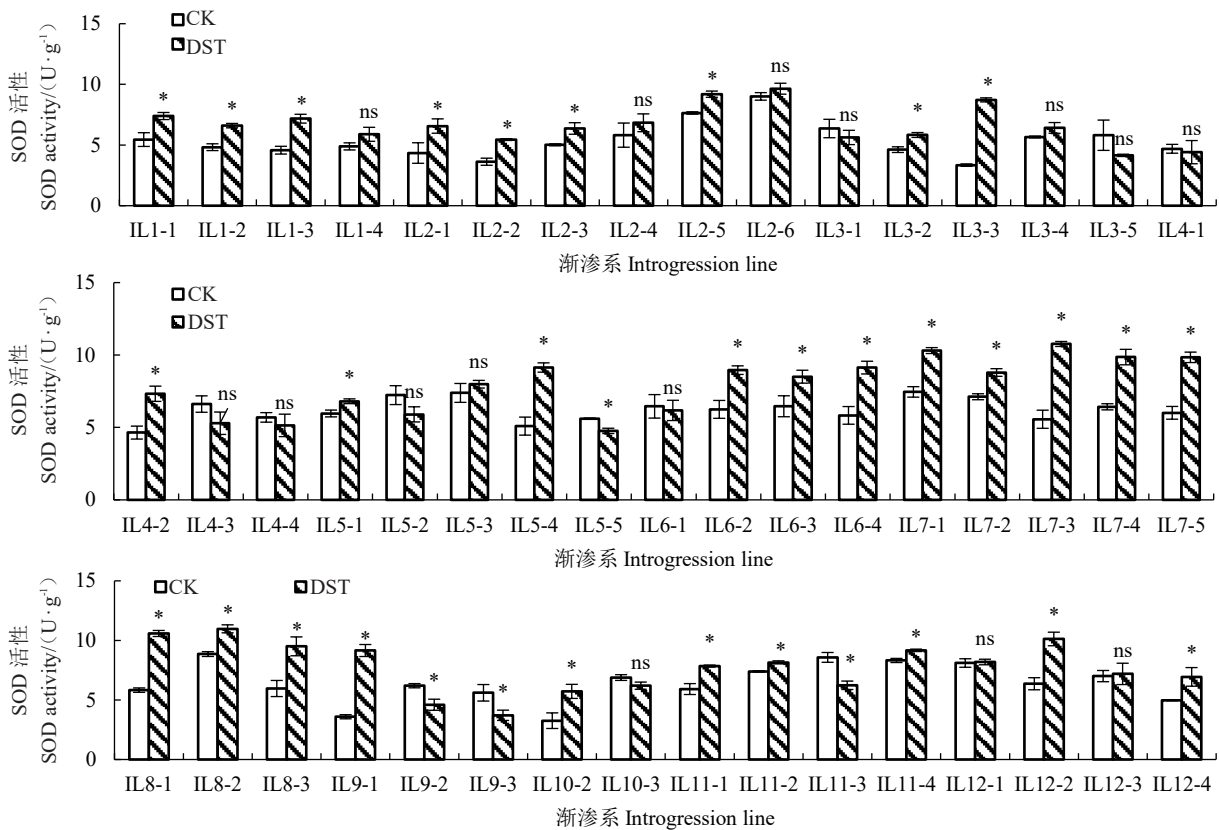 15
10
5
0
SOD 活性
SOD activity/(U·g⁻¹)
CK
DST
* * * ns * * * ns * ns ns * * ns ns ns
IL1-1 IL1-2 IL1-3 IL1-4 IL2-1 IL2-2 IL2-3 IL2-4 IL2-5 IL2-6 IL3-1 IL3-2 IL3-3 IL3-4 IL3-5 IL4-1
渐渗系 Introgression line
15
10
5
0
SOD 活性
SOD activity/(U·g⁻¹)
CK
DST
* ns ns * ns ns * * ns * * * * * * * *
IL4-2 IL4-3 IL4-4 IL5-1 IL5-2 IL5-3 IL5-4 IL5-5 IL6-1 IL6-2 IL6-3 IL6-4 IL7-1 IL7-2 IL7-3 IL7-4 IL7-5
渐渗系 Introgression line
15
10
5
0
SOD 活性
SOD activity/(U·g⁻¹)
CK DST
* * * * * * * ns * * * * ns * ns *
IL8-1 IL8-2 IL8-3 IL9-1 IL9-2 IL9-3 IL10-2 IL10-3 IL11-1 IL11-2 IL11-3 IL11-4 IL12-1 IL12-2 IL12-3 IL12-4
渐渗系 Introgression line